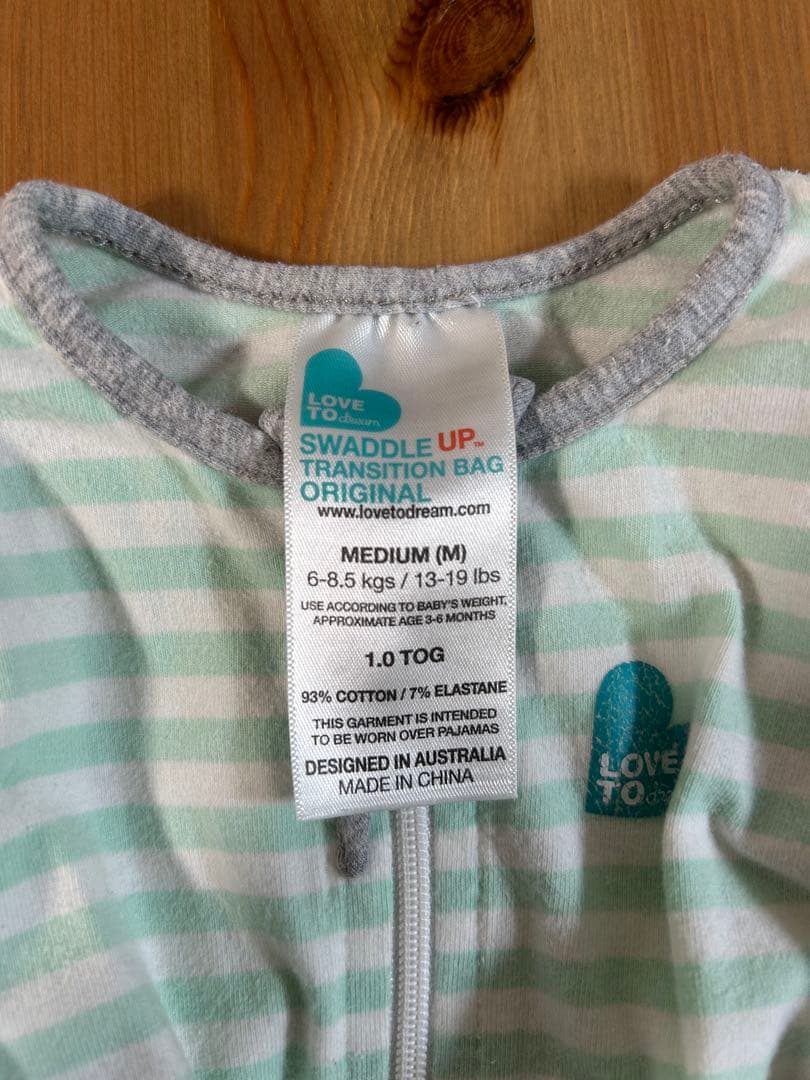 LOVE
TO dream
SWADDLE UP™
TRANSITION BAG
ORIGINAL
www.lovetodream.com
MEDIUM (M)
6-8.5 kgs / 13-19 lbs
USE ACCORDING TO BABY'S WEIGHT,
APPROXIMATE AGE 3-6 MONTHS
1.0 TOG
93% COTTON / 7% ELASTANE
THIS GARMENT IS INTENDED
TO BE WORN OVER PAJAMAS
DESIGNED IN AUSTRALIA
MADE IN CHINA
LOVE
TO